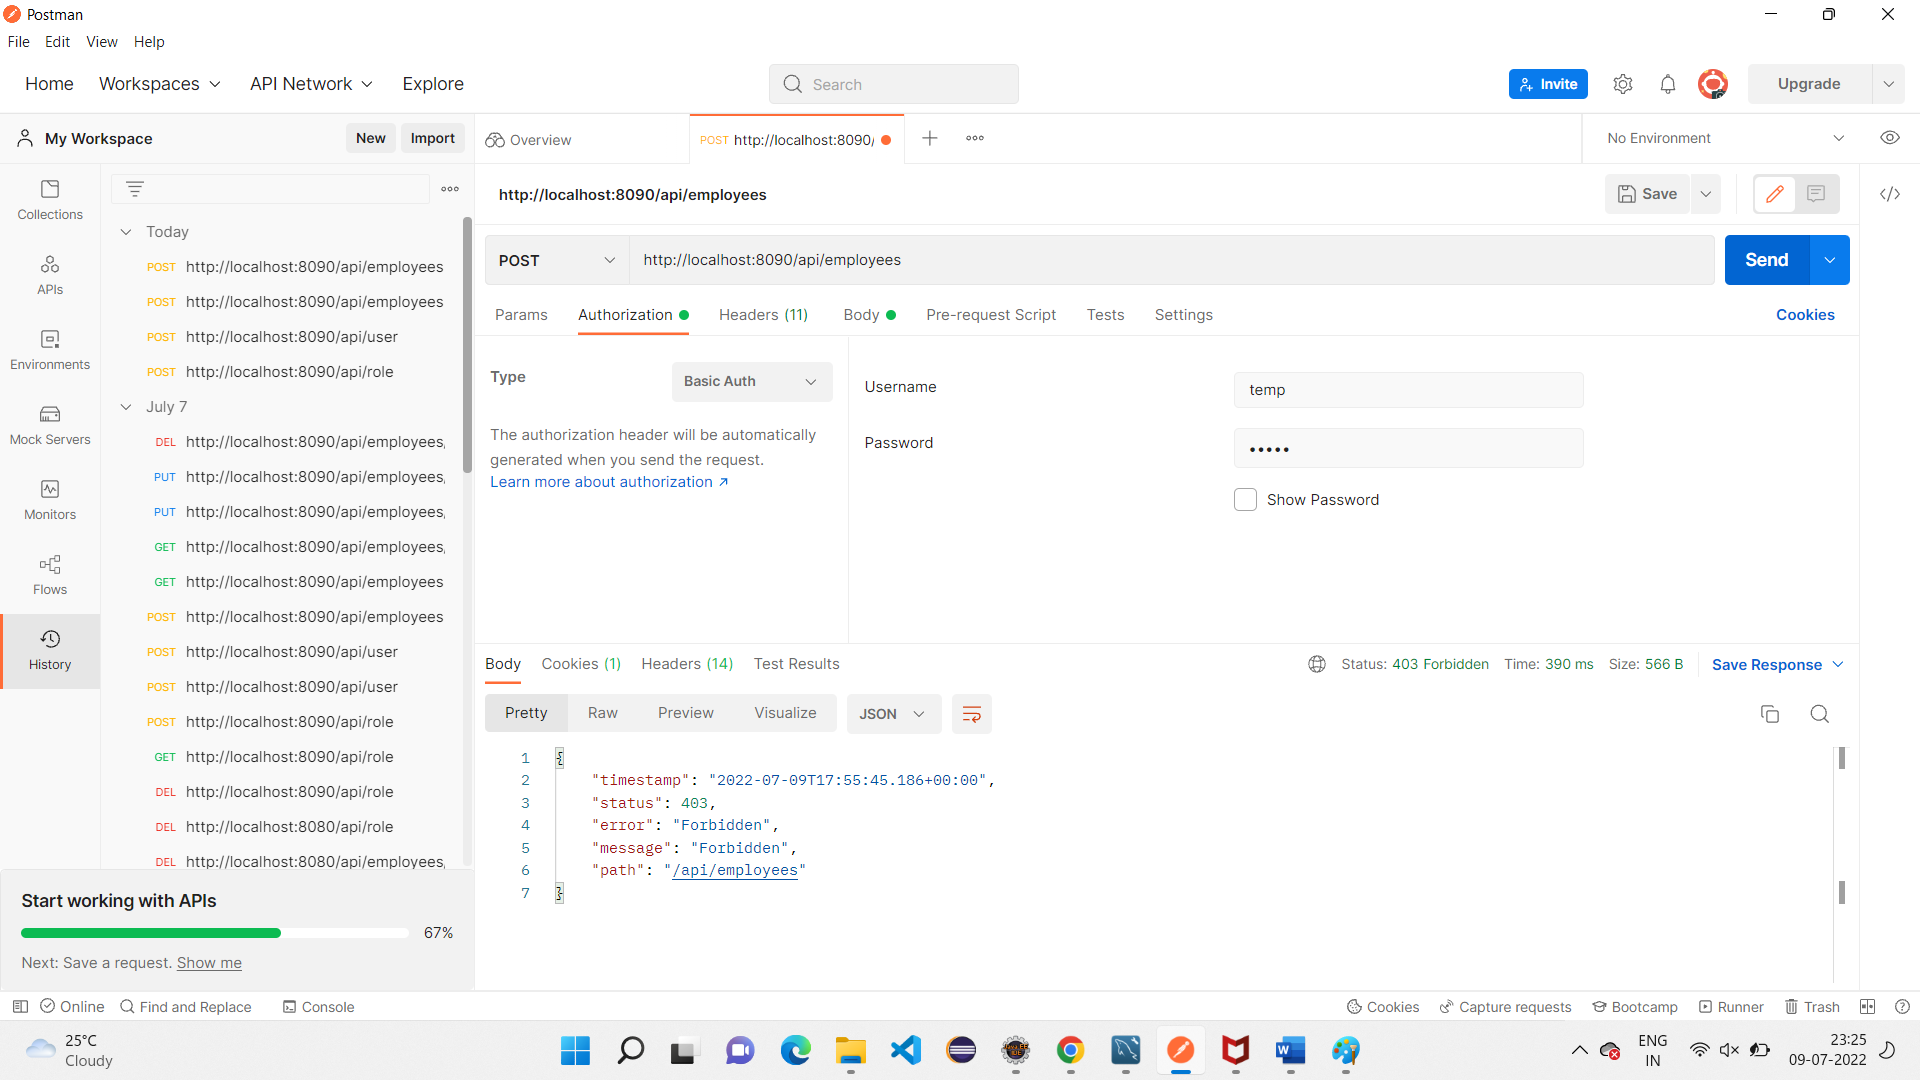 Postman
File Edit View Help
Home Workspaces API Network Explore
Search
Invite
Upgrade
My Workspace
New
Import
Overview
POST http://localhost:8090/
No Environment
Collections
APIs
Environments
Mock Servers
Monitors
Flows
History
Today
POST http://localhost:8090/api/employees
POST http://localhost:8090/api/employees
POST http://localhost:8090/api/user
POST http://localhost:8090/api/role
July 7
DEL http://localhost:8090/api/employees,
PUT http://localhost:8090/api/employees,
PUT http://localhost:8090/api/employees,
GET http://localhost:8090/api/employees,
GET http://localhost:8090/api/employees
POST http://localhost:8090/api/employees
POST http://localhost:8090/api/user
POST http://localhost:8090/api/user
POST http://localhost:8090/api/role
GET http://localhost:8090/api/role
DEL http://localhost:8090/api/role
DEL http://localhost:8080/api/role
DEL http://localhost:8080/api/employees,
Start working with APIs
67%
Next: Save a request. Show me
http://localhost:8090/api/employees
Save
POST
http://localhost:8090/api/employees
Send
Params Authorization Headers (11) Body Pre-request Script Tests Settings
Cookies
Type
Basic Auth
The authorization header will be automatically
generated when you send the request.
Learn more about authorization ↗
Username
temp
Password
•••••
Show Password
Body Cookies (1) Headers (14) Test Results
Status: 403 Forbidden Time: 390 ms Size: 566 B
Save Response
Pretty Raw Preview Visualize
JSON
1 {
2 "timestamp": "2022-07-09T17:55:45.186+00:00",
3 "status": 403,
4 "error": "Forbidden",
5 "message": "Forbidden",
6 "path": "/api/employees"
7 }
Online Find and Replace Console
Cookies Capture requests Bootcamp Runner Trash
25°C
Cloudy
ENG
IN
23:25
09-07-2022